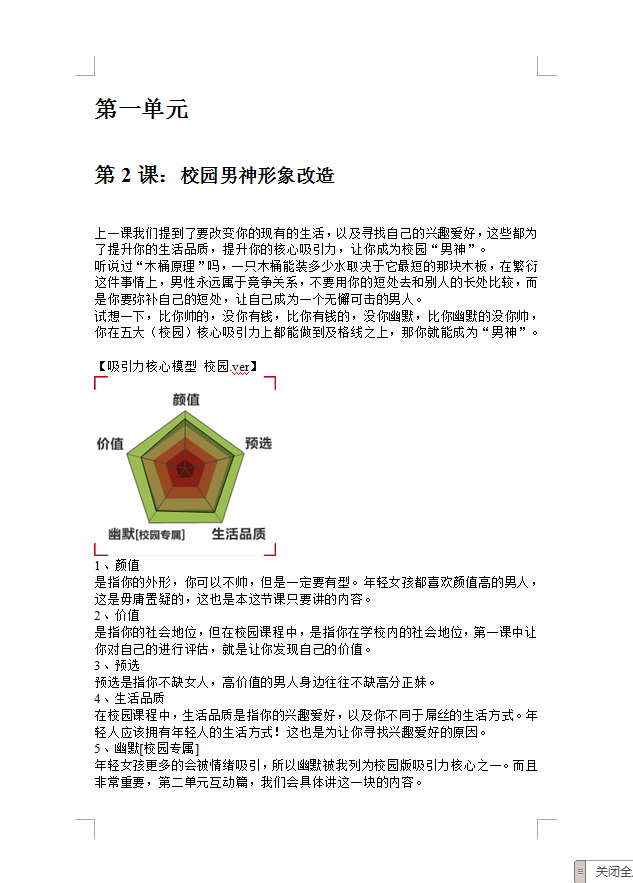 第一单元
第 2 课：校园男神形象改造
上一课我们提到了要改变你的现有的生活，以及寻找自己的兴趣爱好，这些都为
了提升你的生活品质，提升你的核心吸引力，让你成为校园“男神”。
听说过“木桶原理”吗，一只木桶能装多少水取决于它最短的那块木板，在繁衍
这件事情上，男性永远属于竞争关系，不要用你的短处去和别人的长处比较，而
是你要弥补自己的短处，让自己成为一个无懈可击的男人。
试想一下，比你帅的，没你有钱，比你有钱的，没你幽默，比你幽默的没你帅，
你在五大（校园）核心吸引力上都能做到及格线之上，那你就能成为“男神”。
【吸引力核心模型 校园.ver】
颜值
价值
预选
幽默[校园专属]
生活品质
1、颜值
是指你的外形，你可以不帅，但是一定要有型。年轻女孩都喜欢颜值高的男人，
这是毋庸置疑的，这也是本这节课只要讲的内容。
2、价值
是指你的社会地位，但在校园课程中，是指你在学校内的社会地位，第一课中让
你对自己的进行评估，就是让你发现自己的价值。
3、预选
预选是指你不缺女人，高价值的男人身边往往不缺高分正妹。
4、生活品质
在校园课程中，生活品质是指你的兴趣爱好，以及你不同于屌丝的生活方式。年
轻人应该拥有年轻人的生活方式！这也是为让你寻找兴趣爱好的原因。
5、幽默[校园专属]
年轻女孩更多的会被情绪吸引，所以幽默被我列为校园版吸引力核心之一。而且
非常重要，第二单元互动篇，我们会具体讲这一块的内容。
关闭全